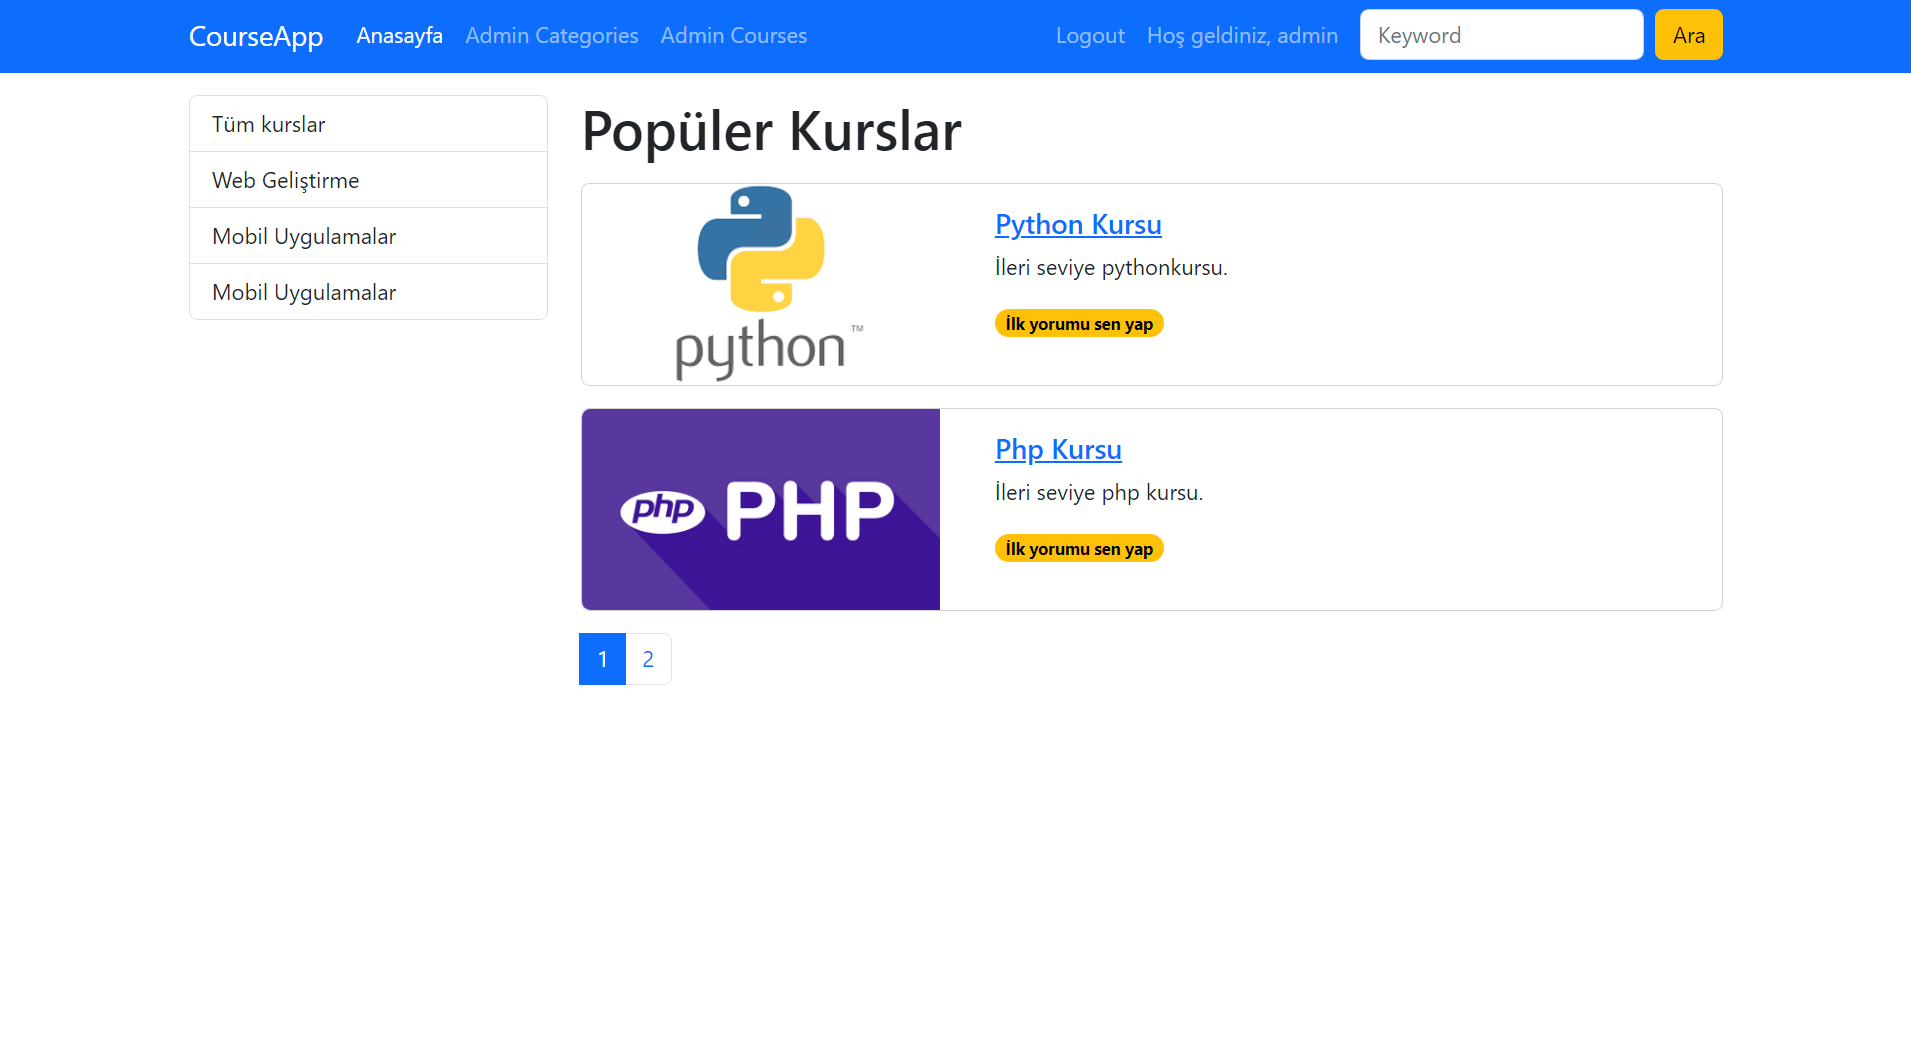 CourseApp Anasayfa Admin Categories Admin Courses Logout Hoş geldiniz, admin Keyword Ara
Tüm kurslar
Web Geliştirme
Mobil Uygulamalar
Mobil Uygulamalar
Popüler Kurslar
python™
Python Kursu
İleri seviye pythonkursu.
İlk yorumu sen yap
php PHP
Php Kursu
İleri seviye php kursu.
İlk yorumu sen yap
1 2